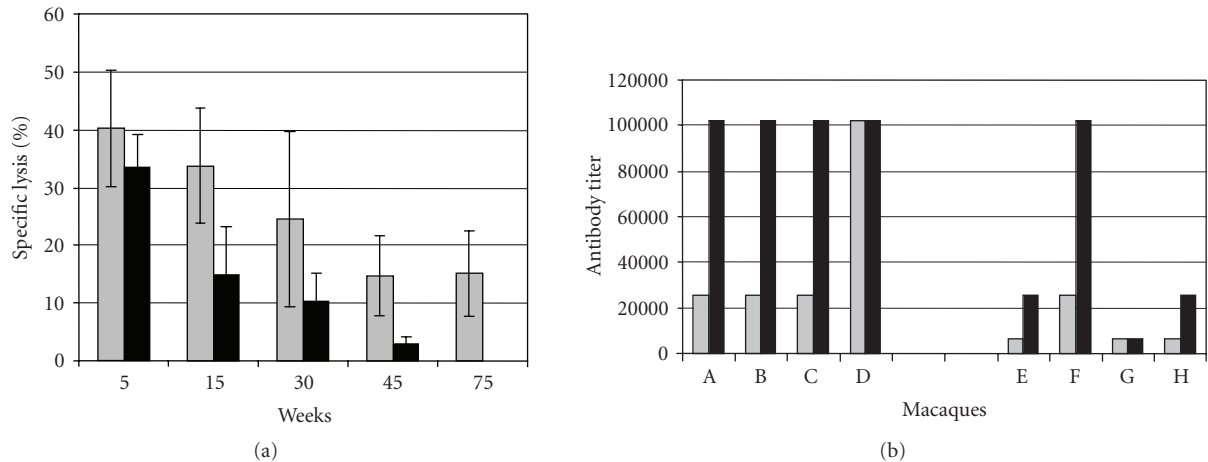 60
50
40
30
20
10
0
Specific lysis (%)
5 15 30 45 75
Weeks
(a)
120000
100000
80000
60000
40000
20000
0
Antibody titer
A B C D E F G H
Macaques
(b)